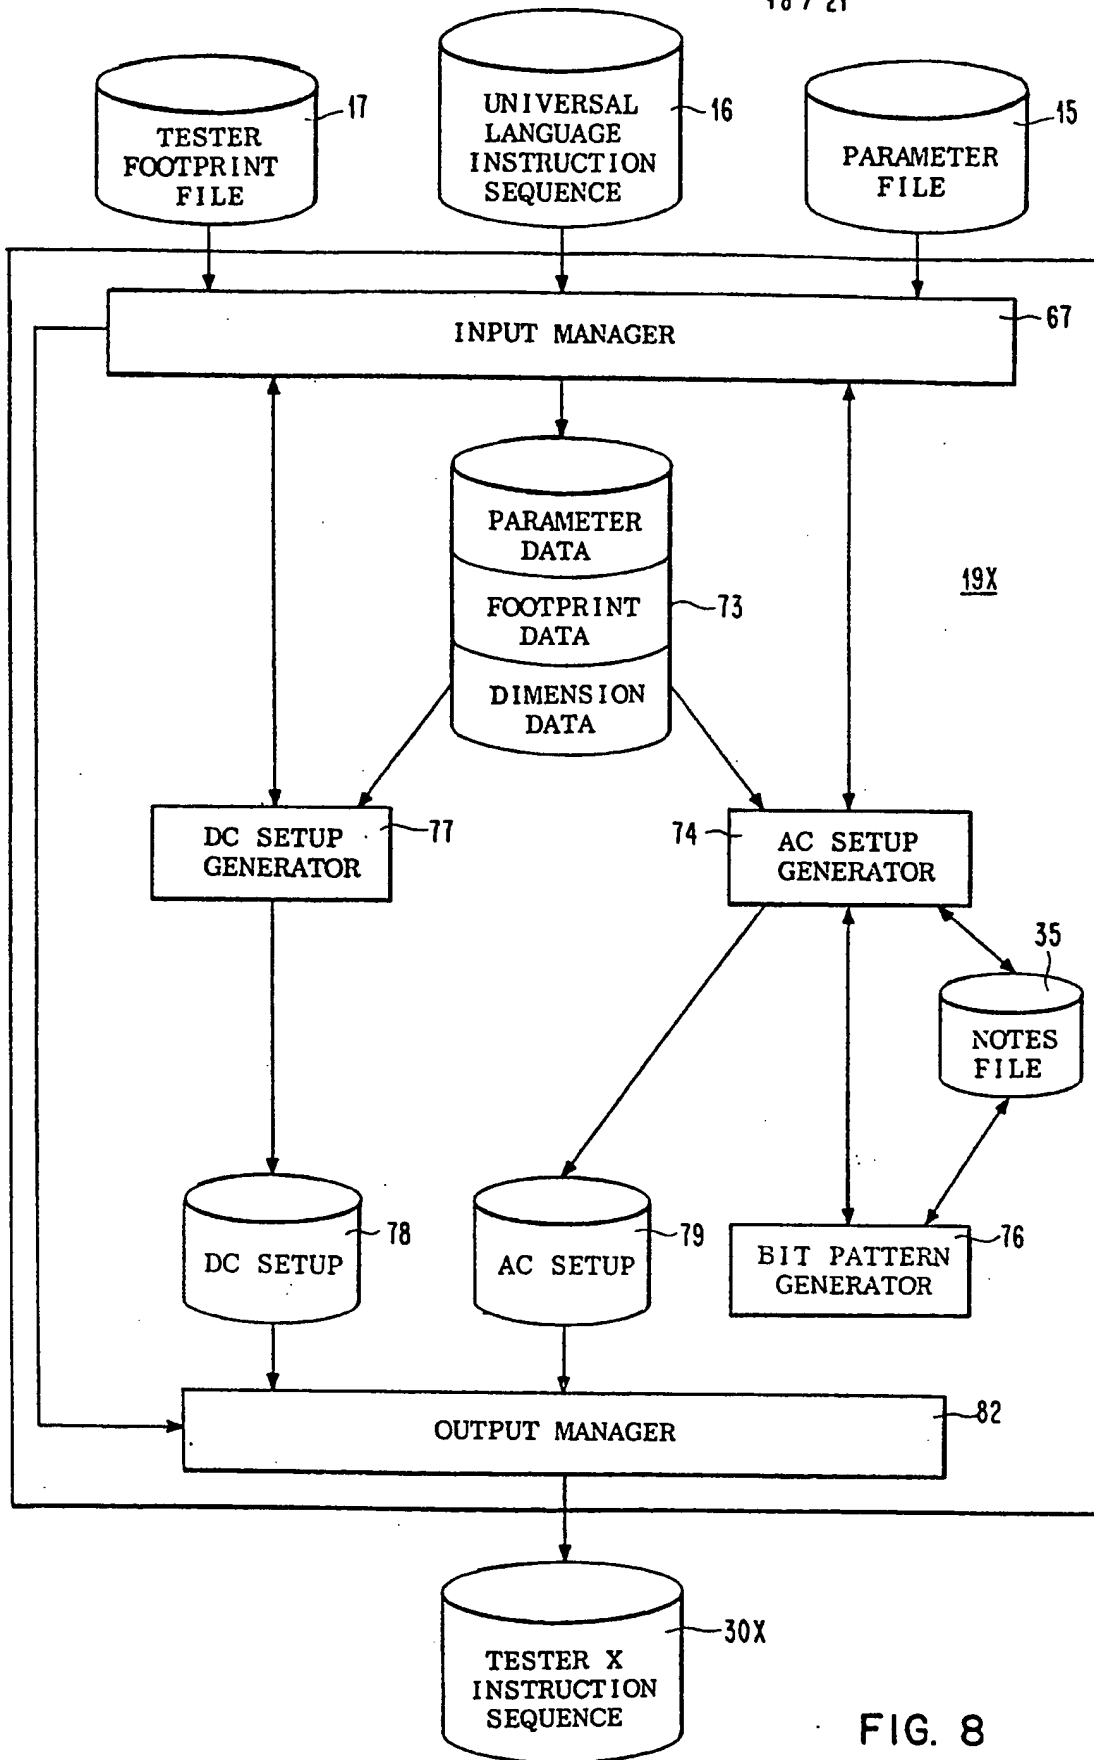 18 / 21
17
TESTER
FOOTPRINT
FILE
16
UNIVERSAL
LANGUAGE
INSTRUCTION
SEQUENCE
15
PARAMETER
FILE
67
INPUT MANAGER
PARAMETER
DATA
FOOTPRINT
DATA
DIMENSION
DATA
73
19X
DC SETUP
GENERATOR
77
74
AC SETUP
GENERATOR
35
NOTES
FILE
DC SETUP
78
AC SETUP
79
BIT PATTERN
GENERATOR
76
OUTPUT MANAGER
82
TESTER X
INSTRUCTION
SEQUENCE
30X
FIG. 8